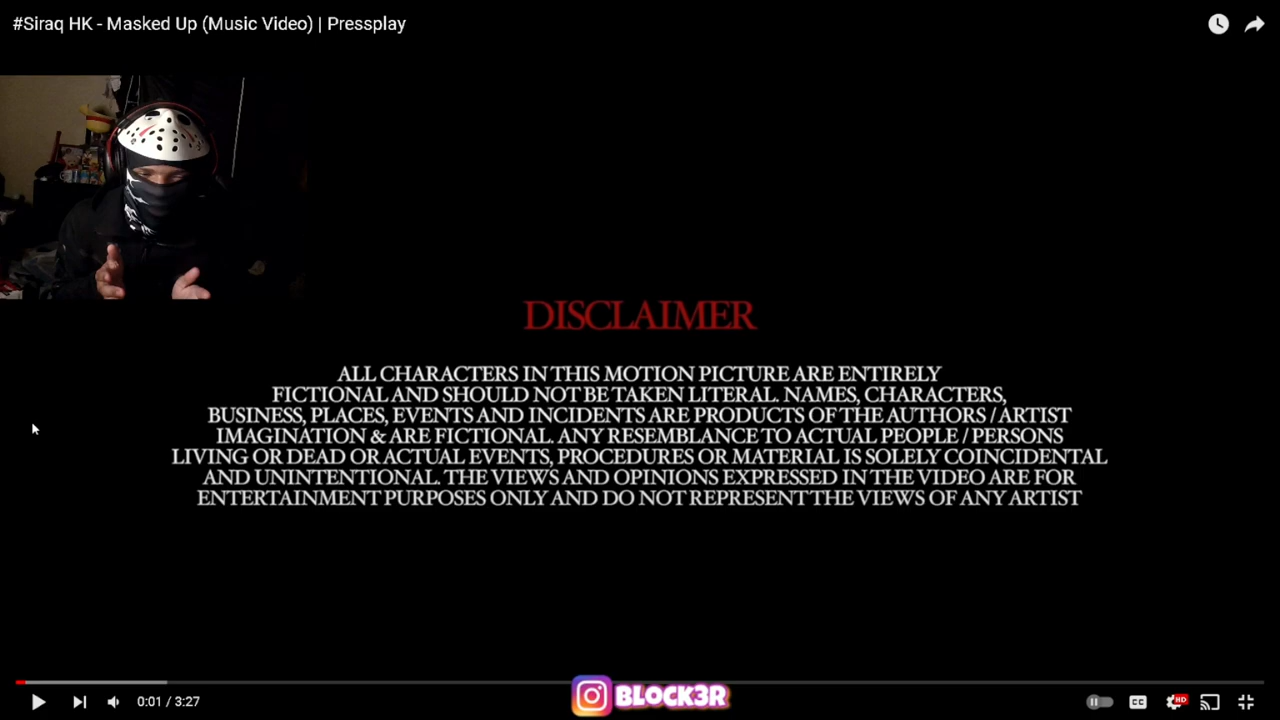 #Siraq HK - Masked Up (Music Video) | Pressplay
DISCLAIMER
ALL CHARACTERS IN THIS MOTION PICTURE ARE ENTIRELY
FICTIONAL AND SHOULD NOT BE TAKEN LITERAL. NAMES, CHARACTERS,
BUSINESS, PLACES, EVENTS AND INCIDENTS ARE PRODUCTS OF THE AUTHORS / ARTIST
IMAGINATION & ARE FICTIONAL. ANY RESEMBLANCE TO ACTUAL PEOPLE / PERSONS
LIVING OR DEAD OR ACTUAL EVENTS, PROCEDURES OR MATERIAL IS SOLELY COINCIDENTAL
AND UNINTENTIONAL. THE VIEWS AND OPINIONS EXPRESSED IN THE VIDEO ARE FOR
ENTERTAINMENT PURPOSES ONLY AND DO NOT REPRESENT THE VIEWS OF ANY ARTIST
0:01 / 3:27
BLOCK3R
CC
HD